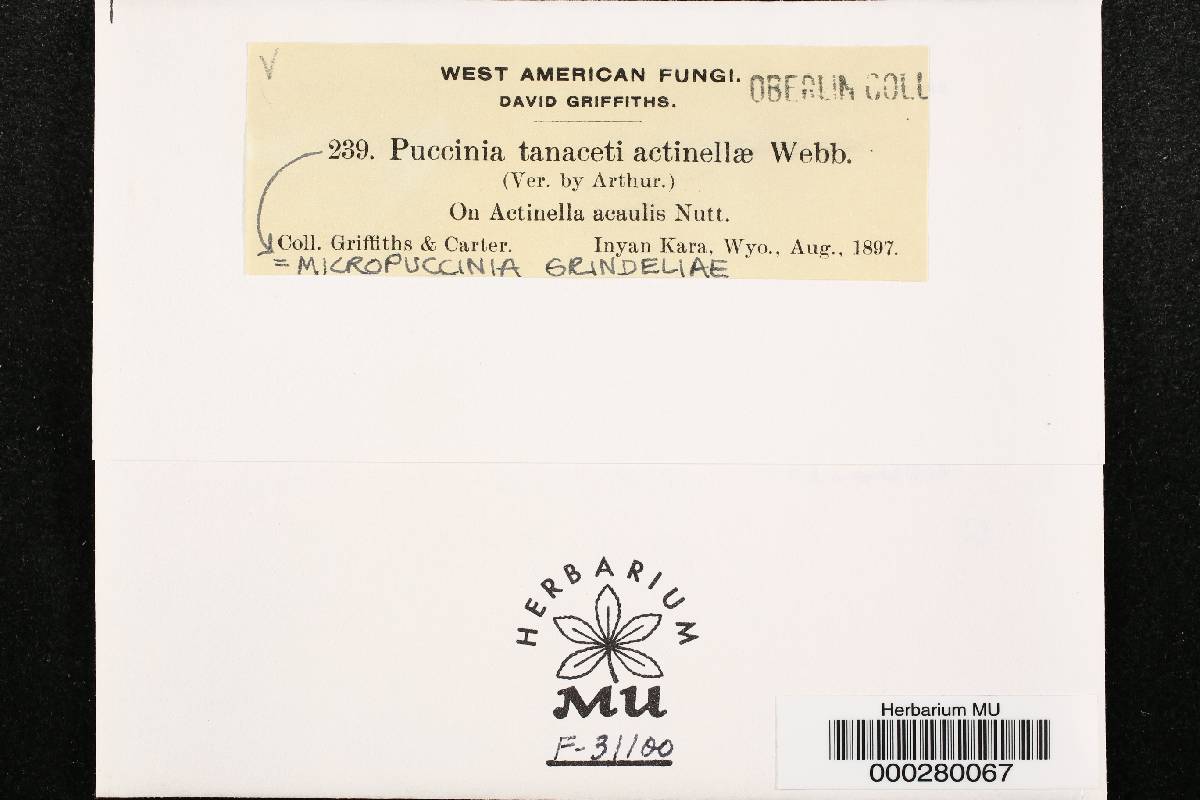 WEST AMERICAN FUNGI.
OBERLIN COLL
DAVID GRIFFITHS.
239. Puccinia tanaceti actinellæ Webb.
(Ver. by Arthur.)
On Actinella acaulis Nutt.
Coll. Griffiths & Carter. Inyan Kara, Wyo., Aug., 1897.
= MICROPUCCINIA GRINDELIAE
HERBARIUM
MU
F-31100
Herbarium MU
000280067